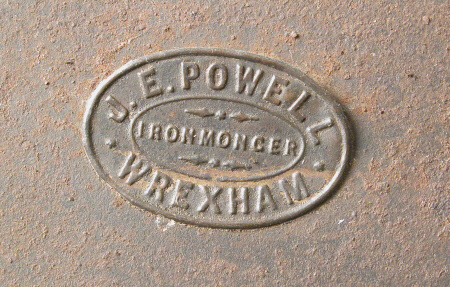 J. E. POWELL
IRONMONGER
· WREXHAM ·